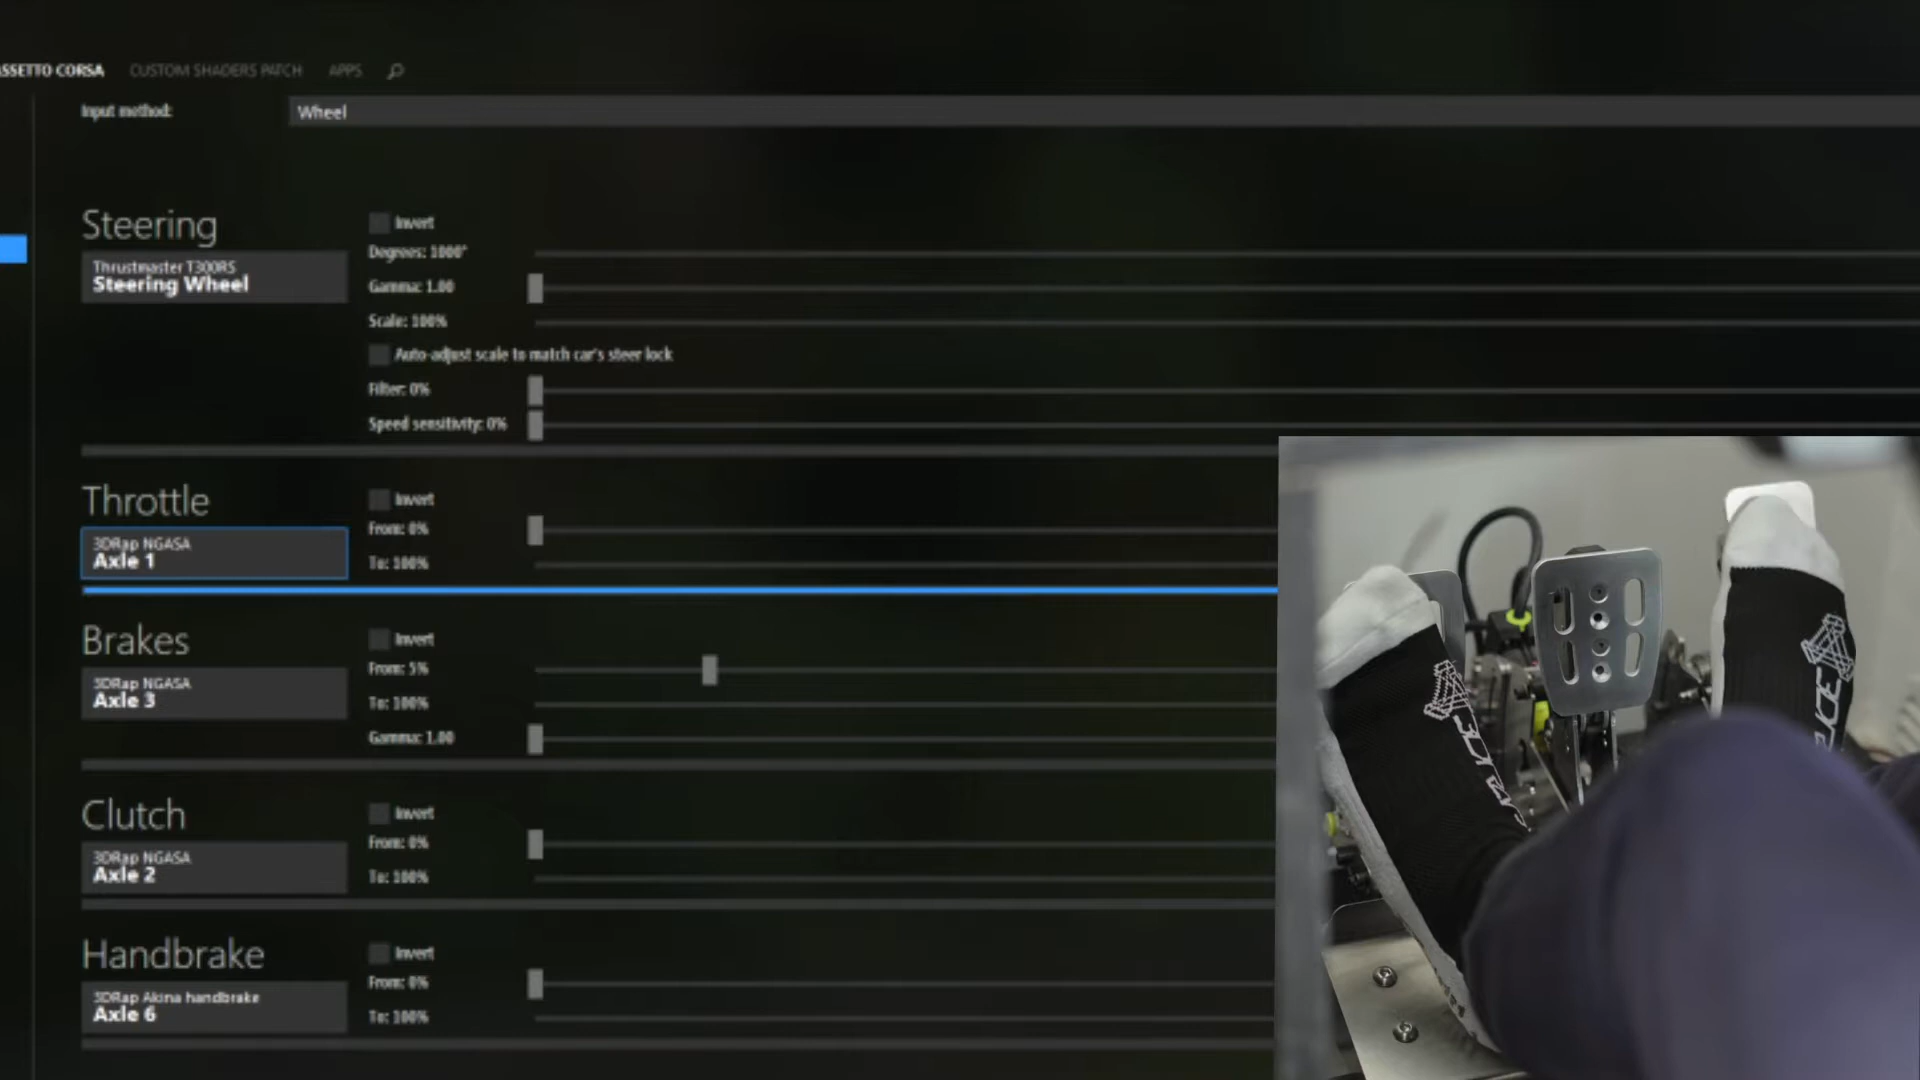 ASSETTO CORSA CUSTOM SHADERS PATCH APPS
Input method: Wheel
Steering
Invert
Thrustmaster T300RS
Steering Wheel
Degrees: 1000°
Gamma: 1.00
Scale: 100%
Auto-adjust scale to match car's steer lock
Filter: 0%
Speed sensitivity: 0%
Throttle
Invert
3DRap NGASA
Axle 1
From: 0%
To: 100%
Brakes
Invert
3DRap NGASA
Axle 3
From: 5%
To: 100%
Gamma: 1.00
Clutch
Invert
3DRap NGASA
Axle 2
From: 0%
To: 100%
Handbrake
Invert
3DRap Akina handbrake
Axle 6
From: 0%
To: 100%